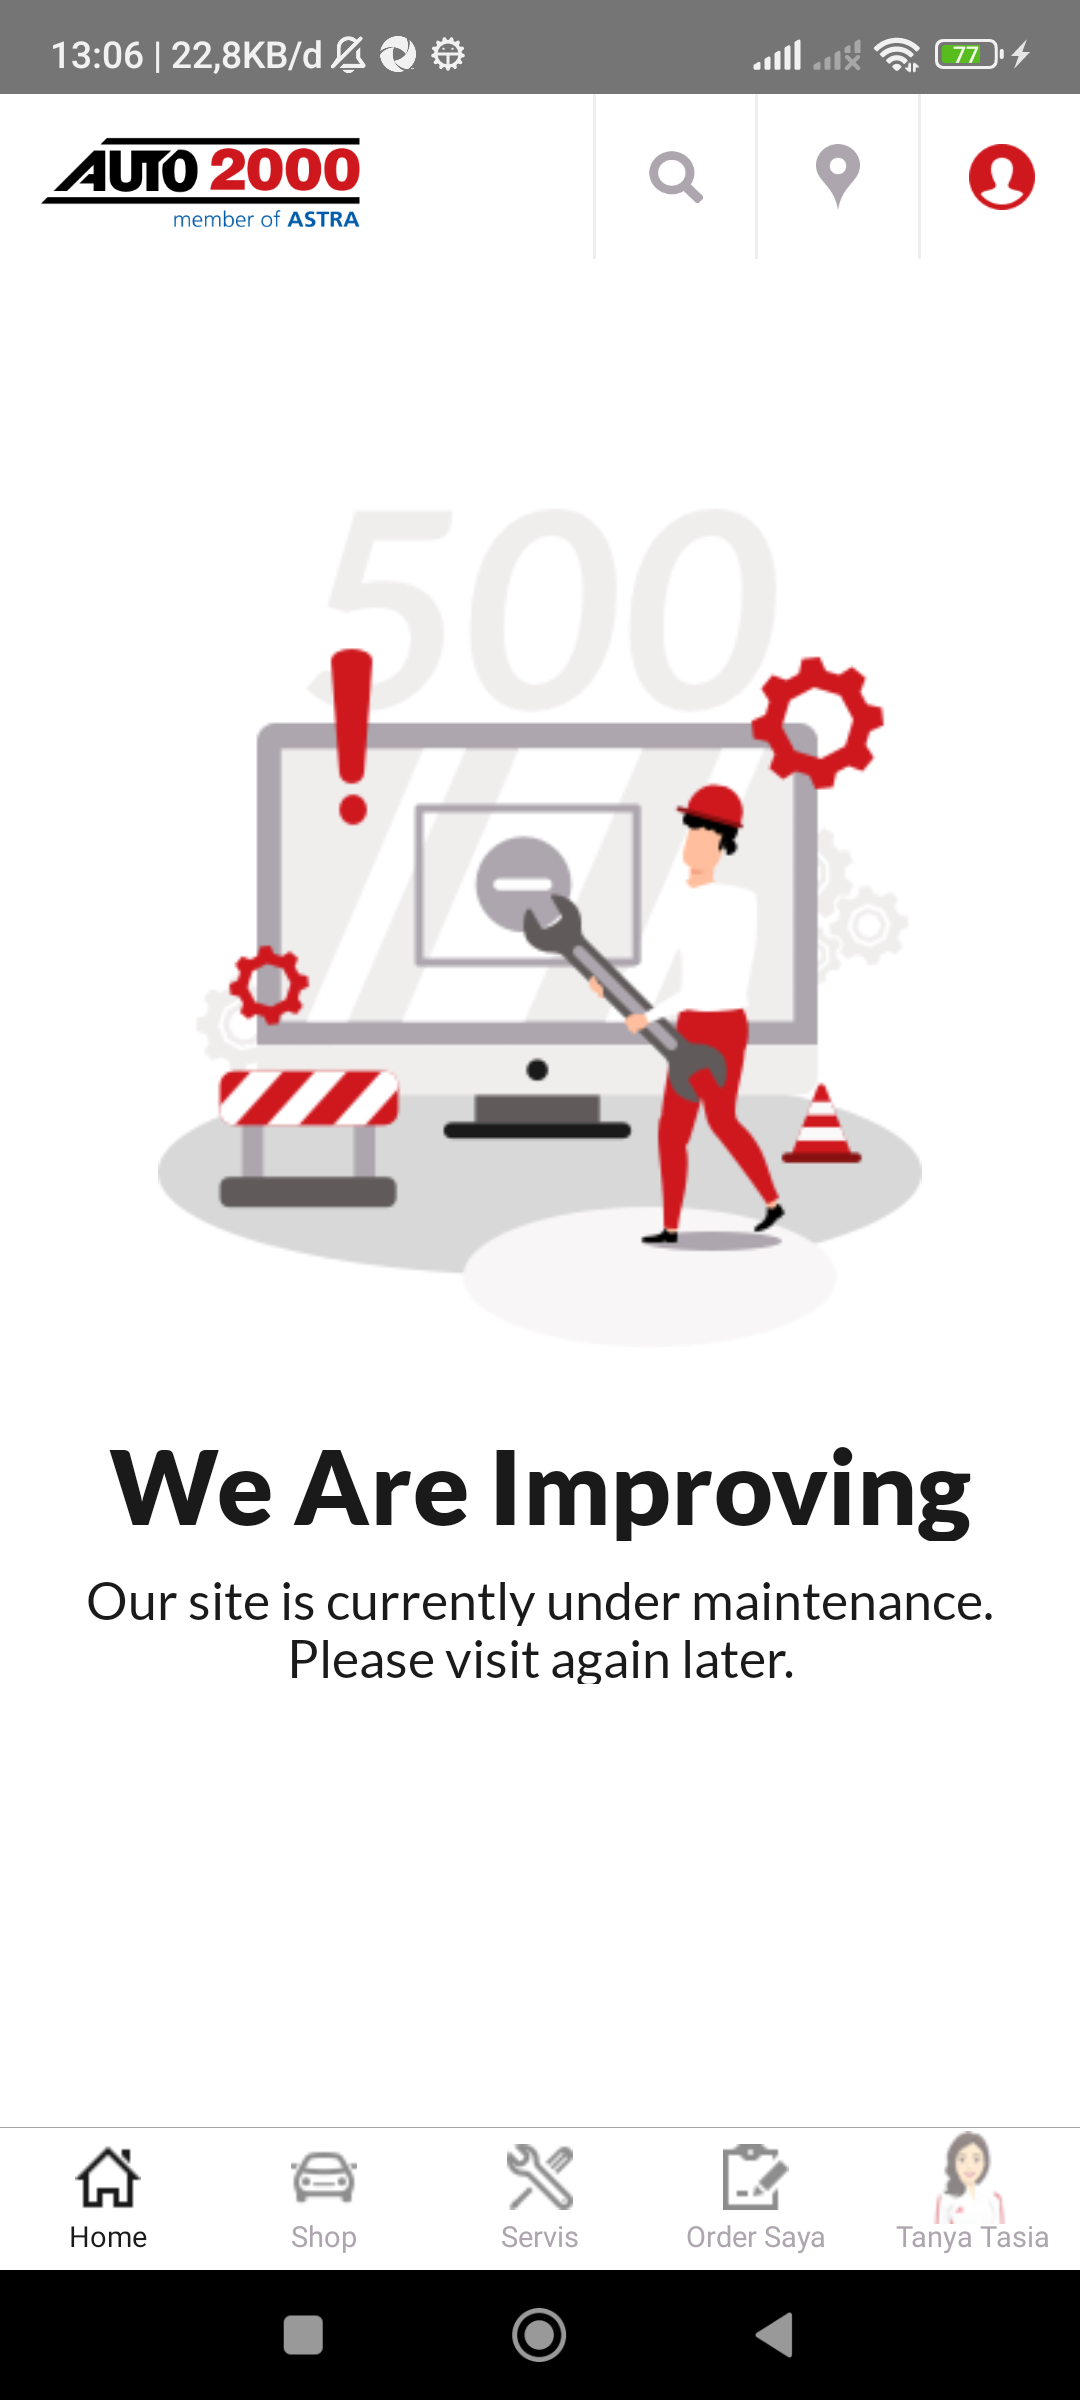 13:06 | 22,8KB/d
77
AUTO 2000
member of ASTRA
500
We Are Improving
Our site is currently under maintenance.
Please visit again later.
Home
Shop
Servis
Order Saya
Tanya Tasia